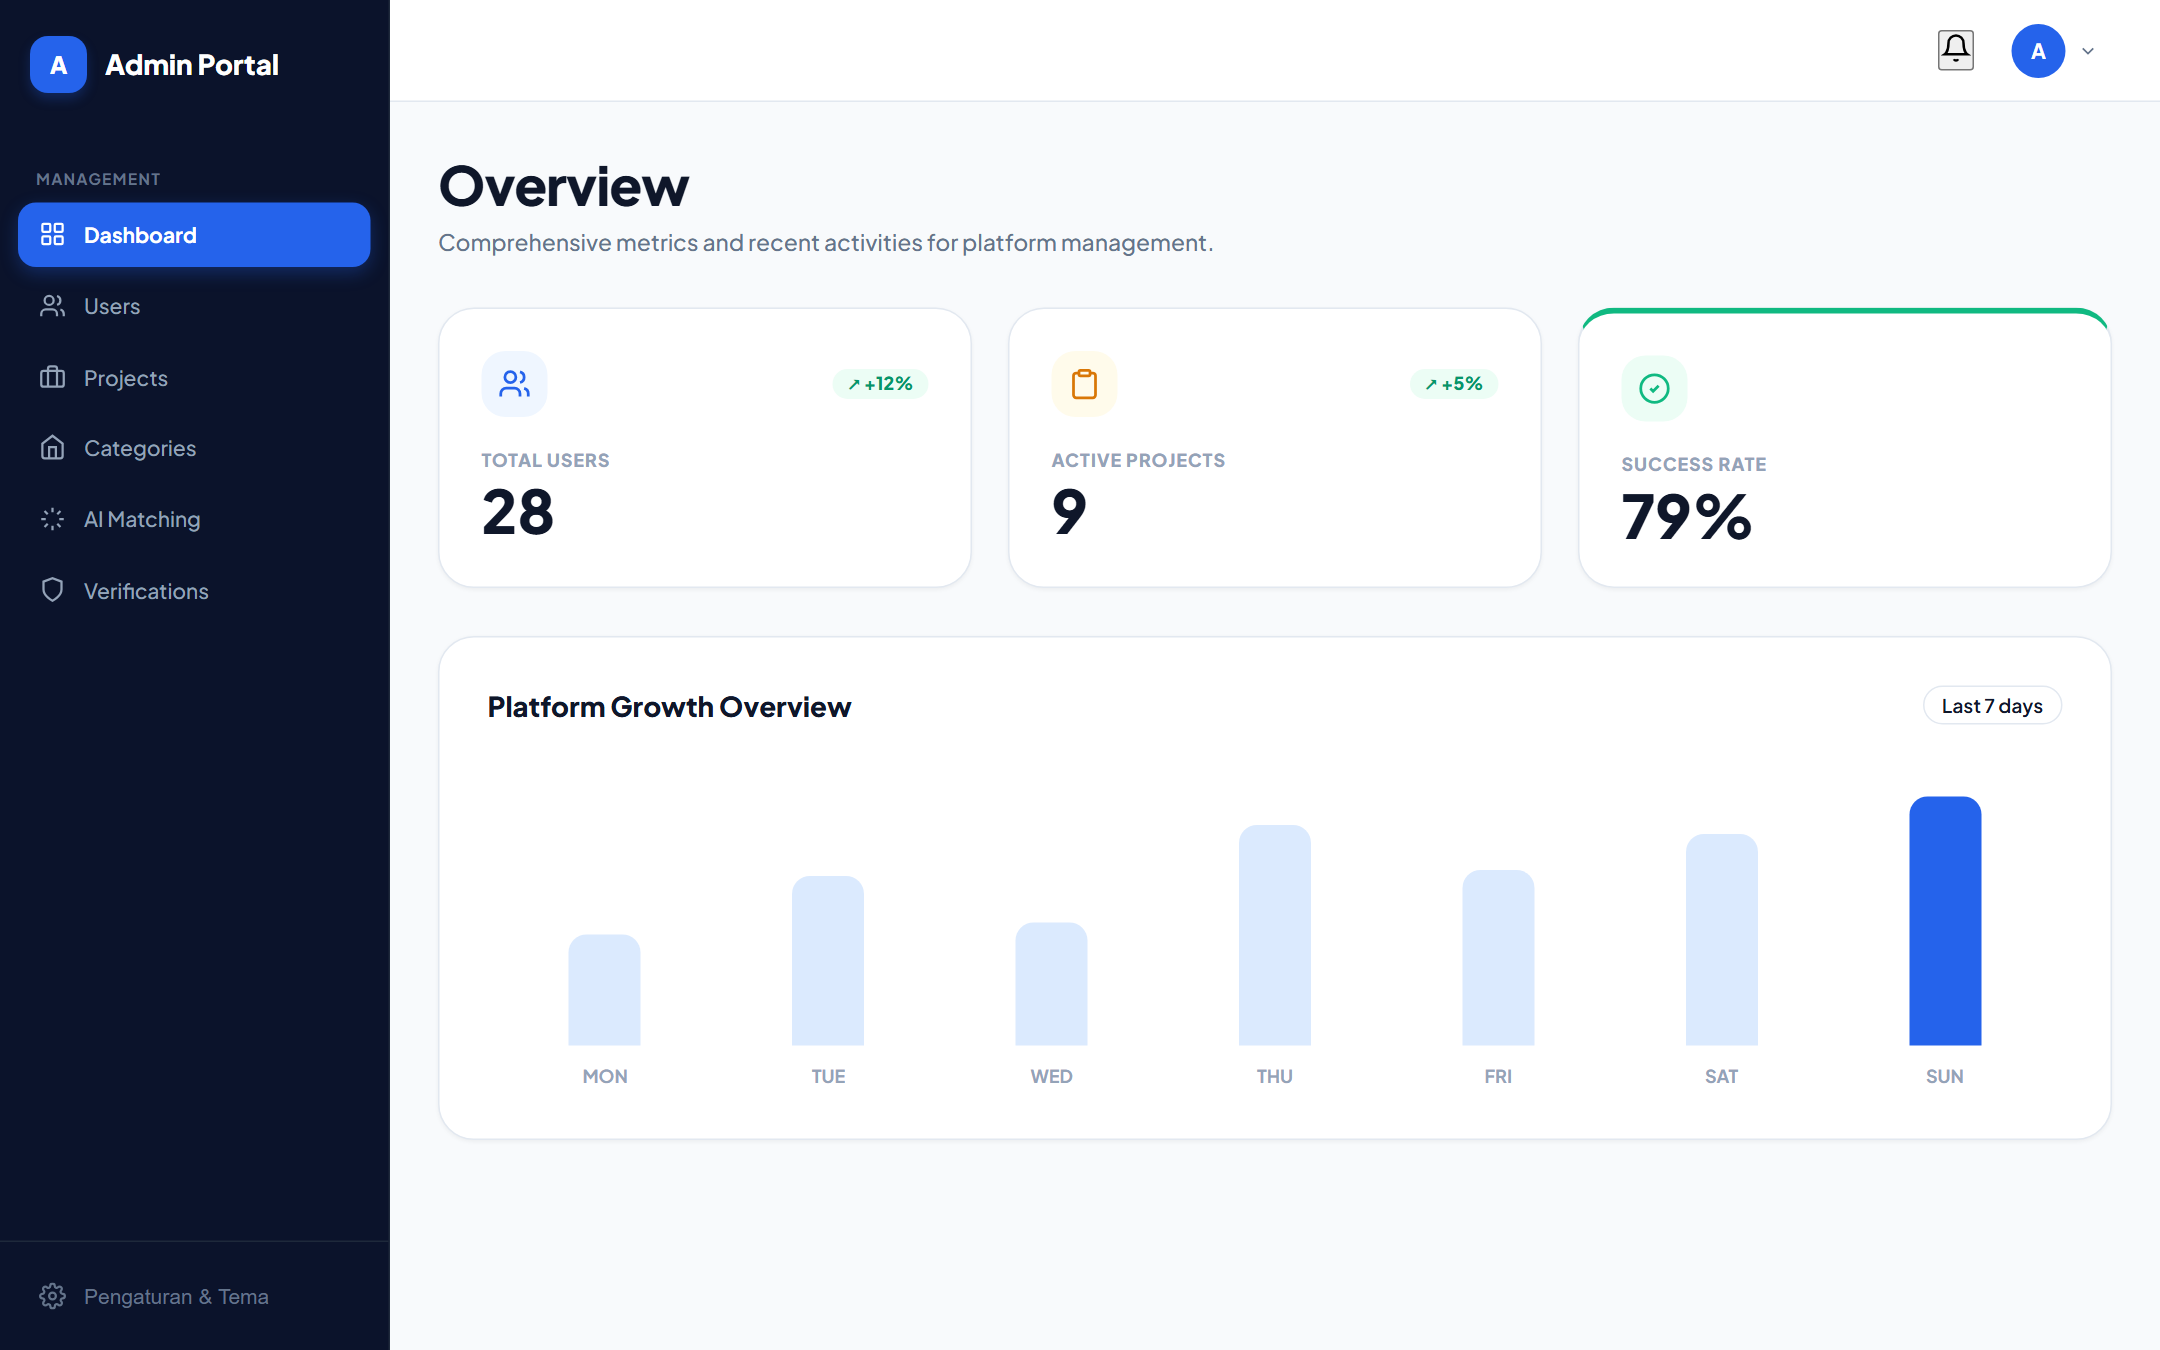 A Admin Portal
A
MANAGEMENT
Dashboard
Users
Projects
Categories
AI Matching
Verifications
Pengaturan & Tema
Overview
Comprehensive metrics and recent activities for platform management.
↗ +12%
TOTAL USERS
28
↗ +5%
ACTIVE PROJECTS
9
SUCCESS RATE
79%
Platform Growth Overview
Last 7 days
MON TUE WED THU FRI SAT SUN